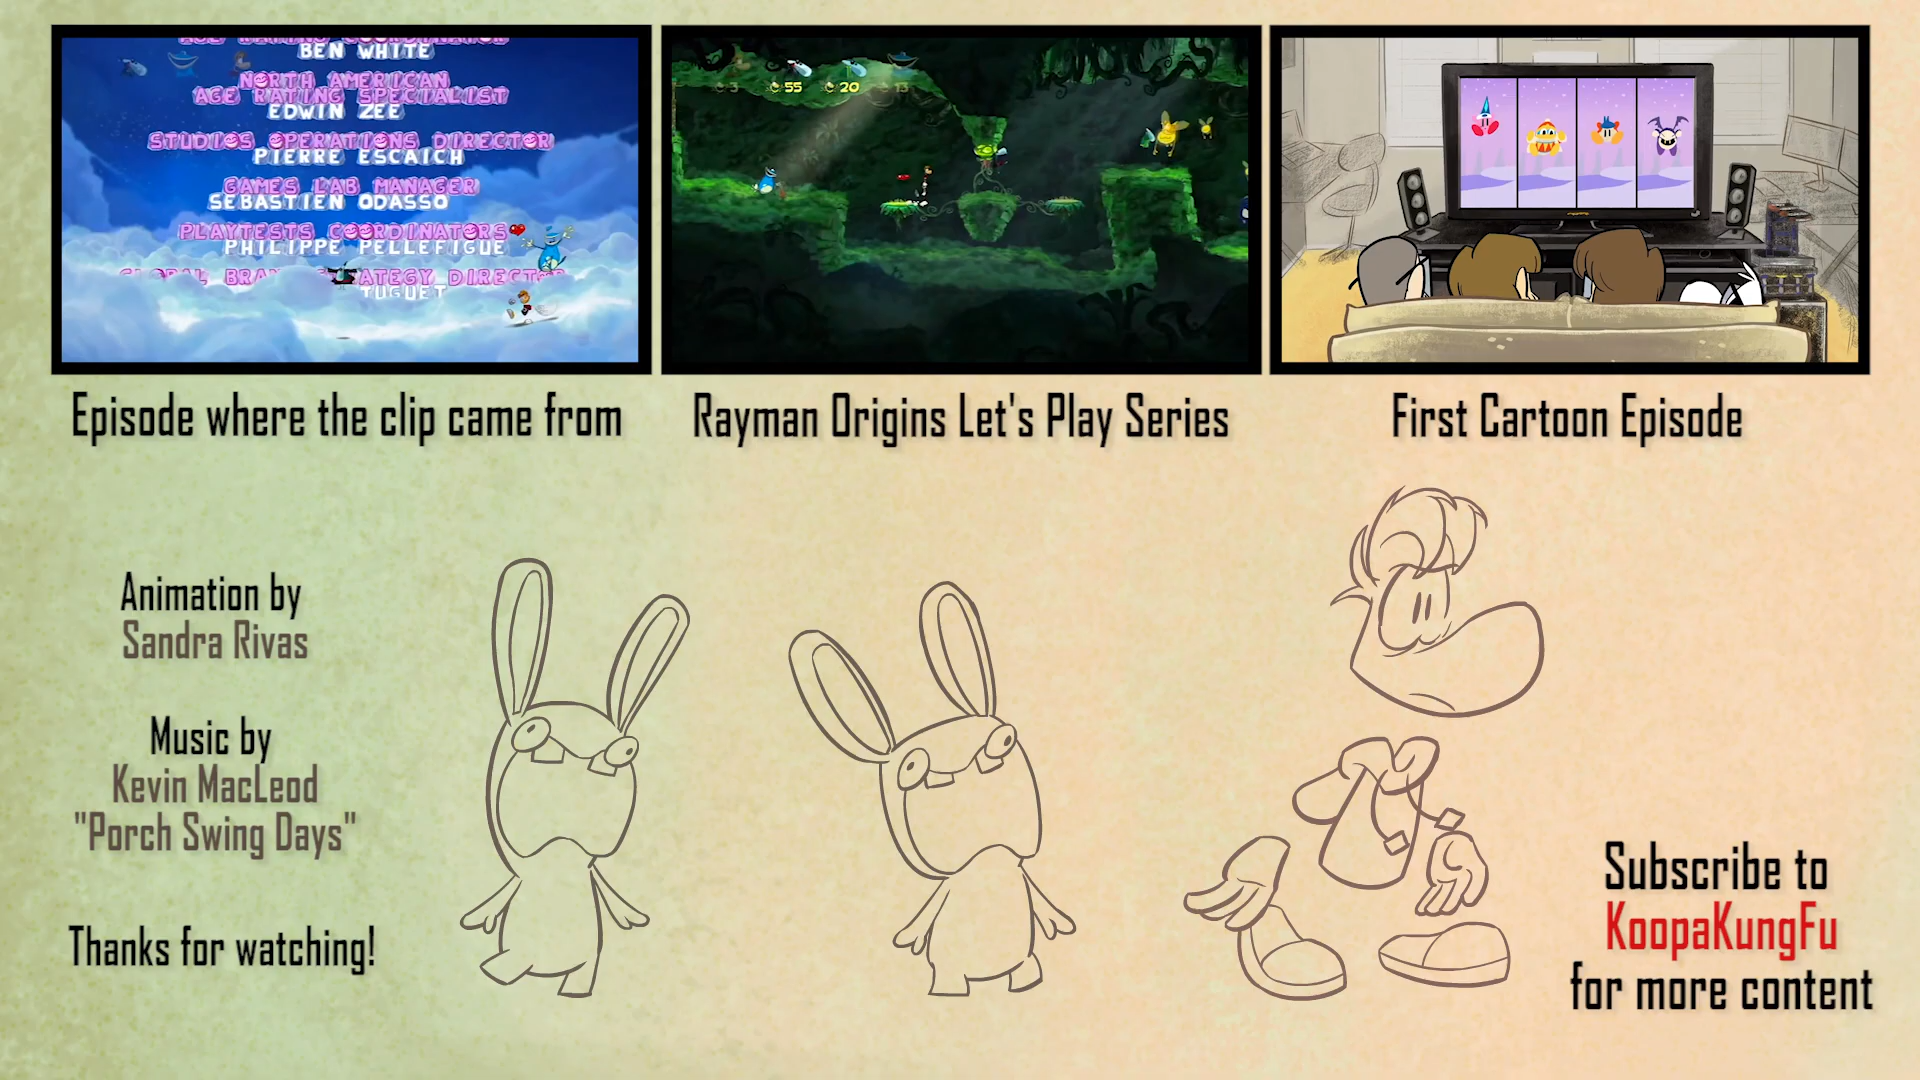 BEN WHITE
NORTH AMERICAN
AGE RATING SPECIALIST
EDWIN ZEE
STUDIOS OPERATIONS DIRECTOR
PIERRE ESCAICH
GAMES LAB MANAGER
SEBASTIEN ODASSO
PLAYTESTS COORDINATORS
PHILIPPE PELLEFIGUE
TUGUET
55
20
13
Episode where the clip came from
Rayman Origins Let's Play Series
First Cartoon Episode
Animation by
Sandra Rivas
Music by
Kevin MacLeod
"Porch Swing Days"
Thanks for watching!
Subscribe to
KoopaKungFu
for more content